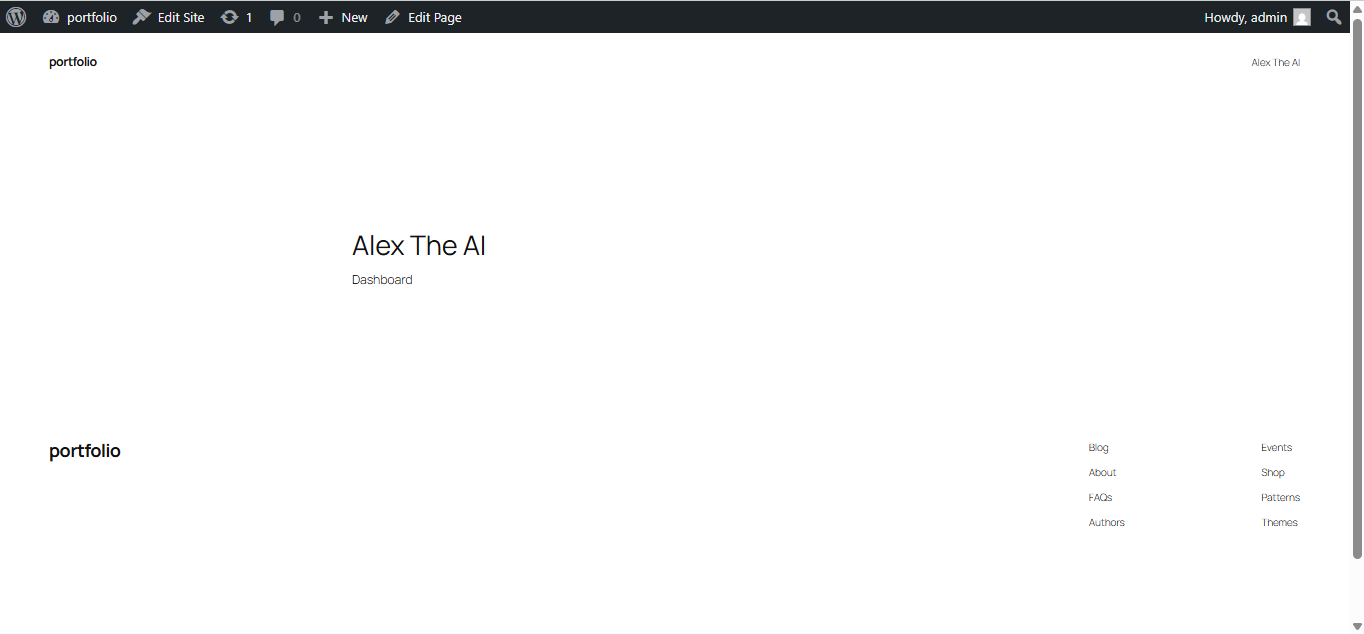 portfolio Edit Site 1 0 New Edit Page Howdy, admin
portfolio Alex The AI
Alex The AI
Dashboard
portfolio
Blog Events
About Shop
FAQs Patterns
Authors Themes